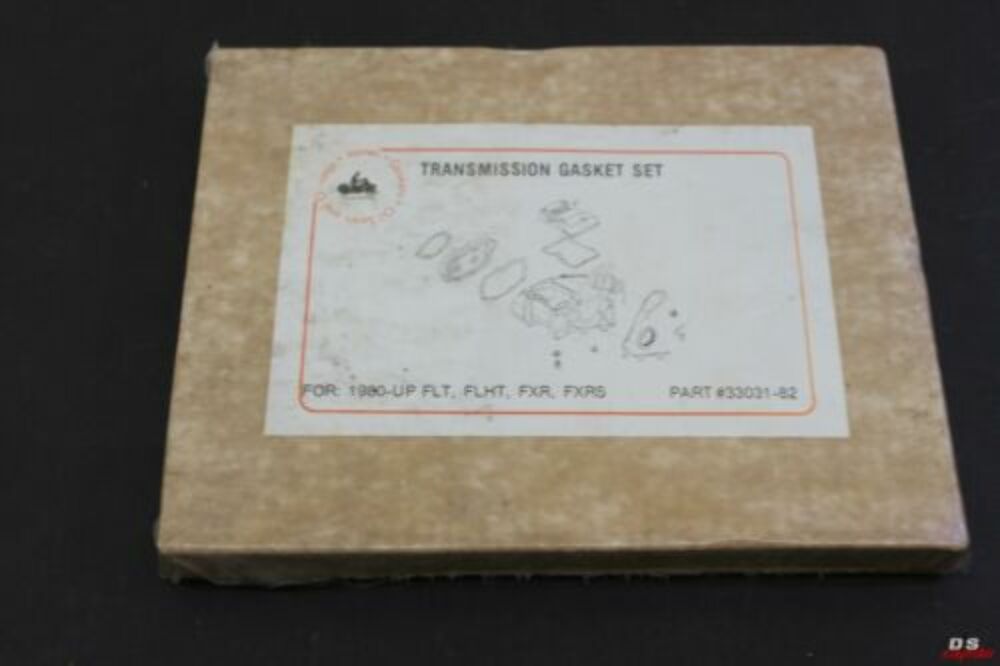 TRANSMISSION GASKET SET
FOR: 1980-UP FLT, FLHT, FXR, FXRS
PART #33031-82
DS